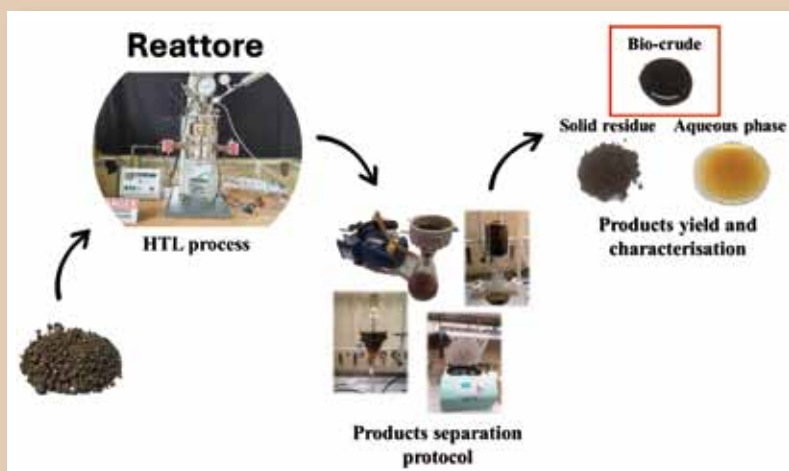 Reattore
HTL process
Products separation
protocol
Bio-crude
Solid residue
Aqueous phase
Products yield and
characterisation